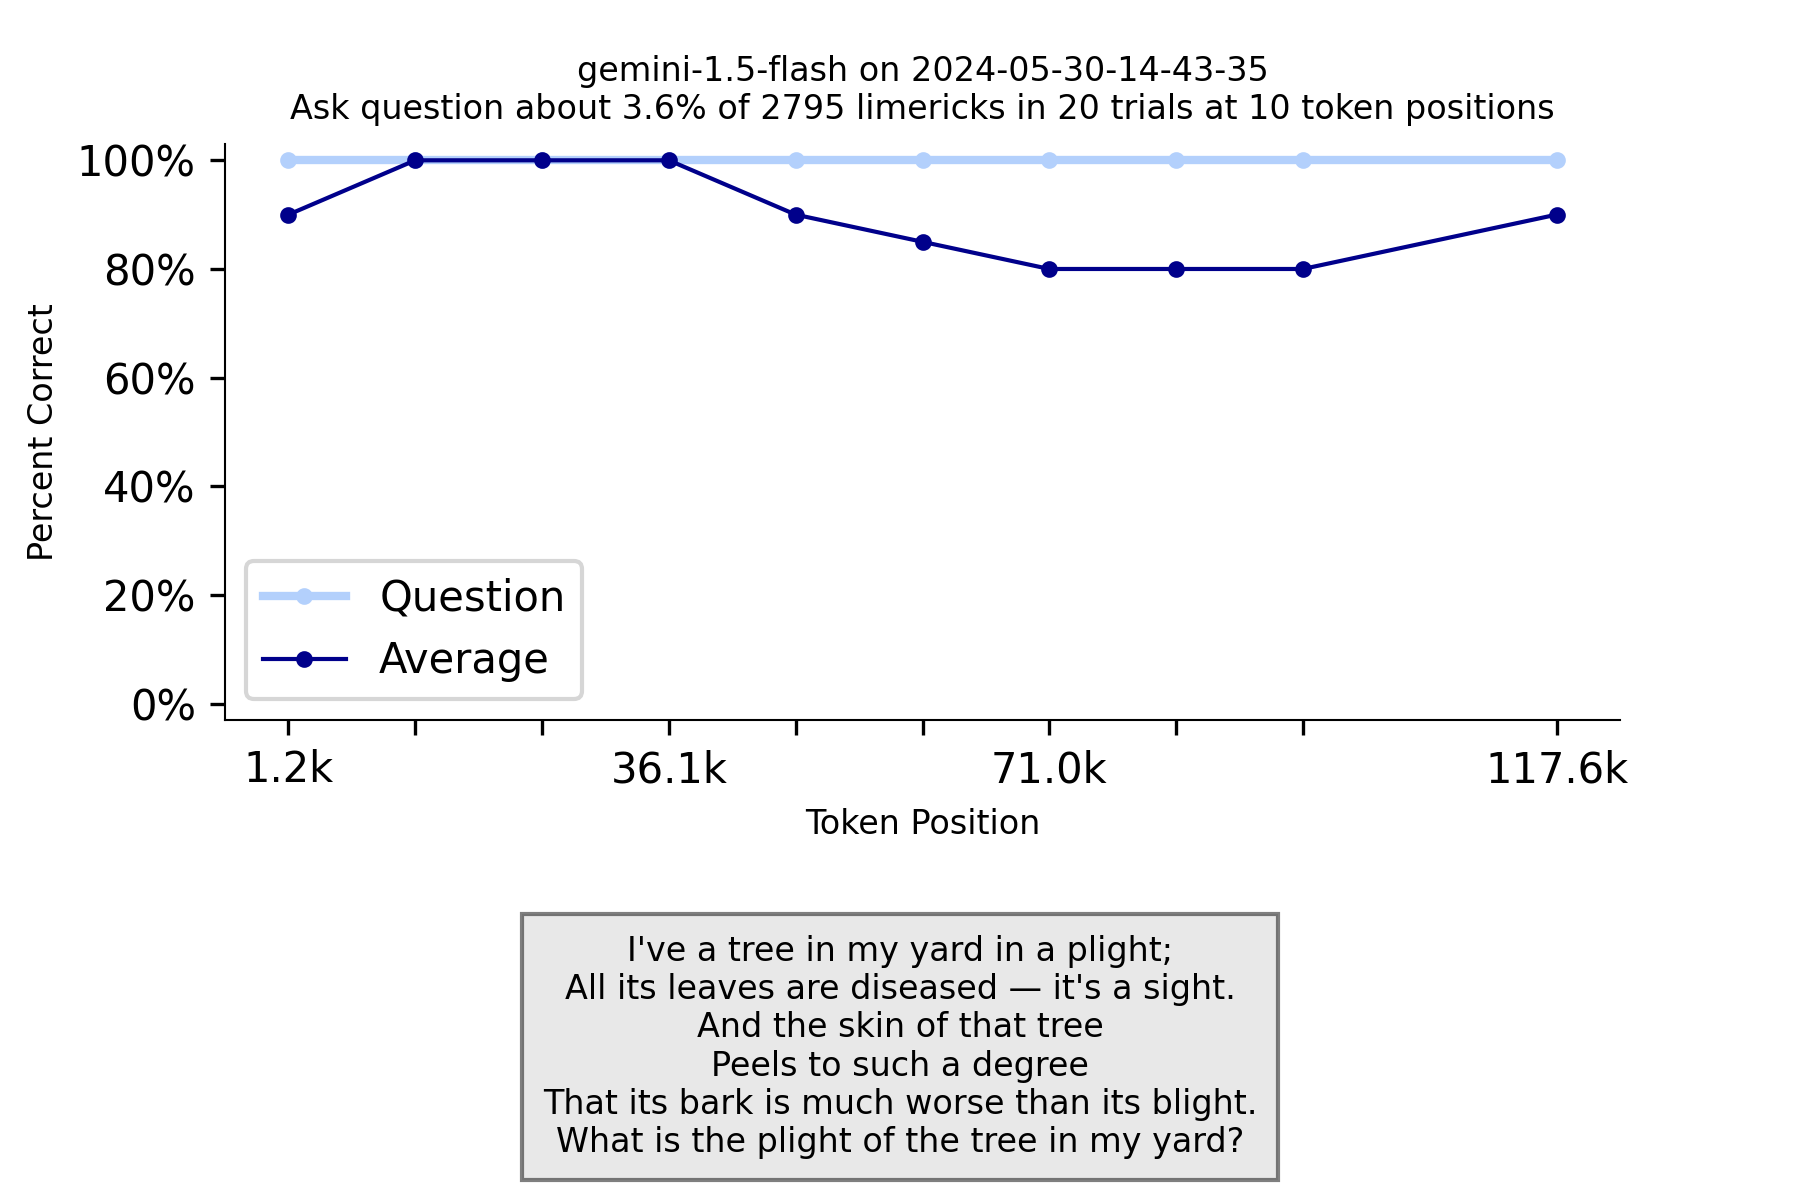 gemini-1.5-flash on 2024-05-30-14-43-35
Ask question about 3.6% of 2795 limericks in 20 trials at 10 token positions
100%
80%
60%
40%
20%
0%
Percent Correct
Question
Average
1.2k
36.1k
71.0k
117.6k
Token Position
I've a tree in my yard in a plight;
All its leaves are diseased — it's a sight.
And the skin of that tree
Peels to such a degree
That its bark is much worse than its blight.
What is the plight of the tree in my yard?